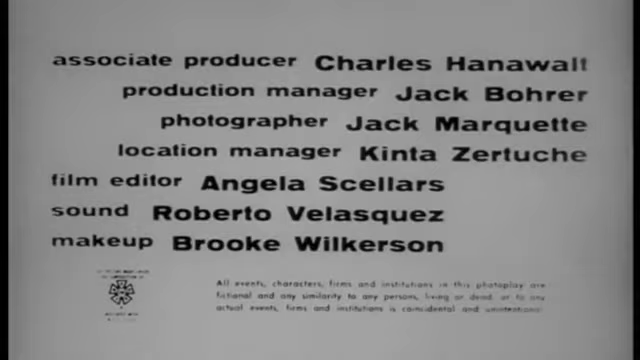 associate producer Charles Hanawalt
production manager Jack Bohrer
photographer Jack Marquette
location manager Kinta Zertuche
film editor Angela Scellars
sound Roberto Velasquez
makeup Brooke Wilkerson
All events, characters, firms and institutions in this photoplay are
fictional and any similarity to any persons, living or dead, or to any
actual events, firms and institutions is coincidental and unintentional